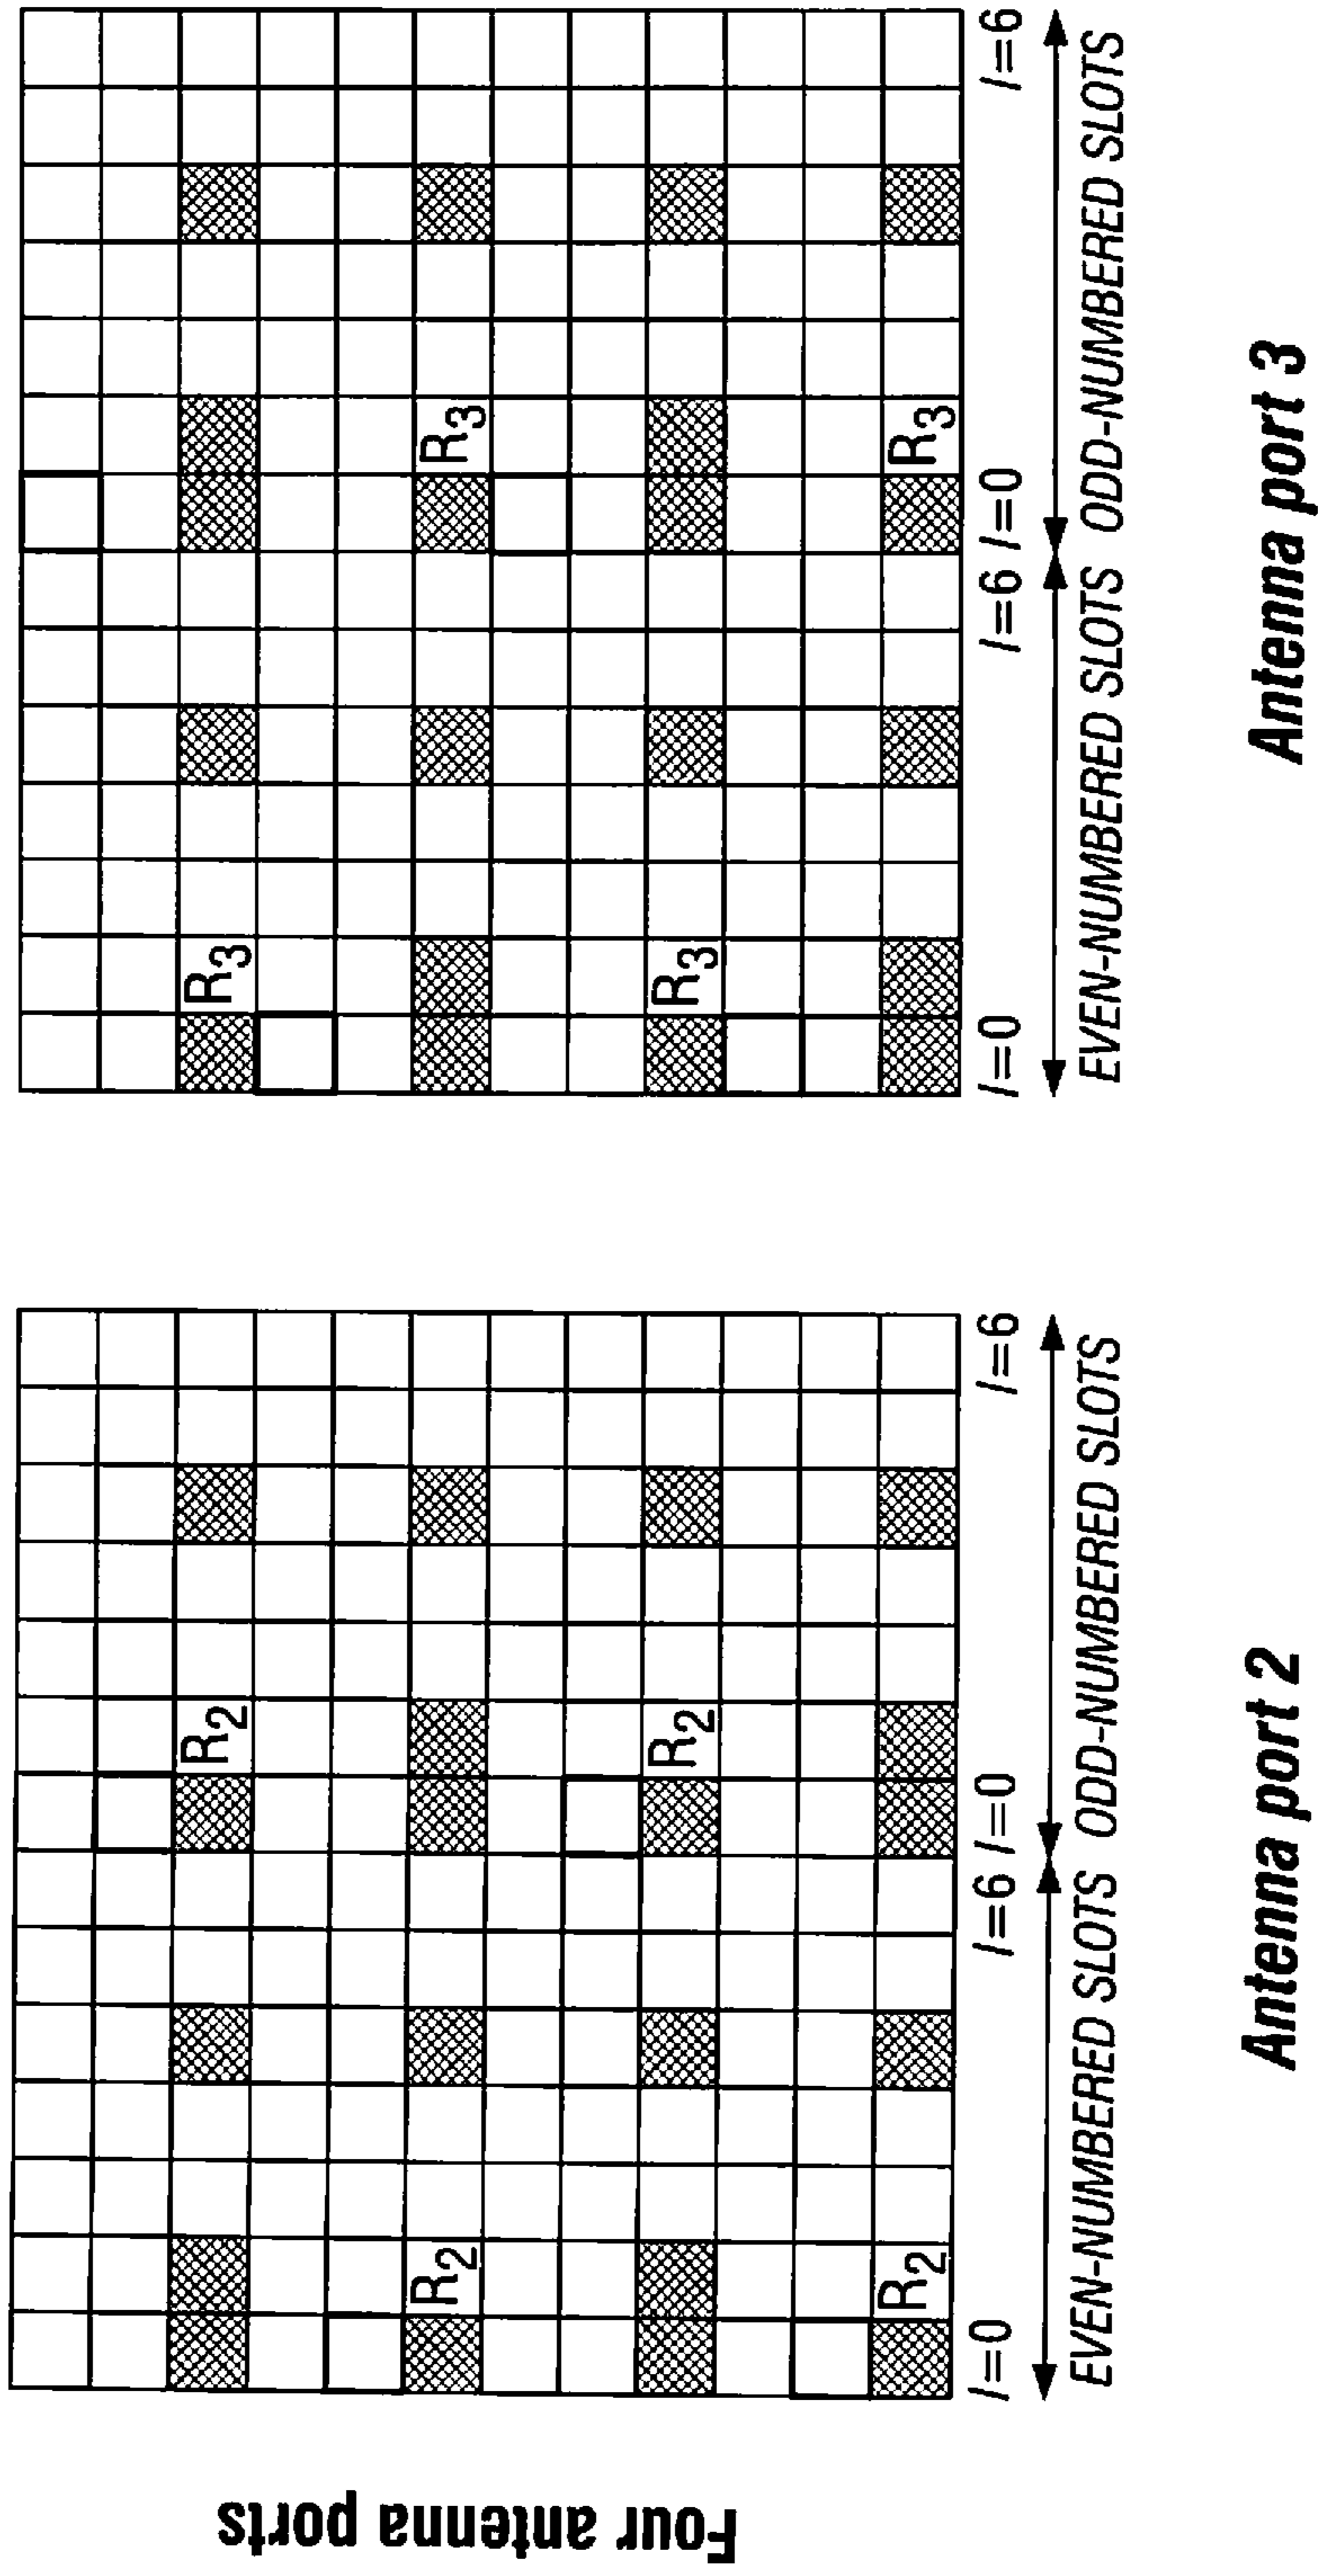 Four antenna ports
R2
R2
R2
R2
l=0
l=6
l=0
l=6
EVEN-NUMBERED SLOTS
ODD-NUMBERED SLOTS
Antenna port 2
R3
R3
R3
R3
l=0
l=6
l=0
l=6
EVEN-NUMBERED SLOTS
ODD-NUMBERED SLOTS
Antenna port 3